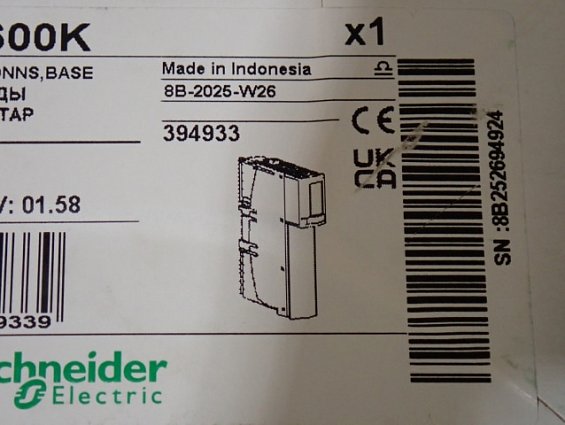 600K
x1
ONNS,BASE
ДЫ
TAP
Made in Indonesia
8B-2025-W26
394933
CE
UK
CA
V: 01.58
SN :8B252694924
9339
chneider
Electric